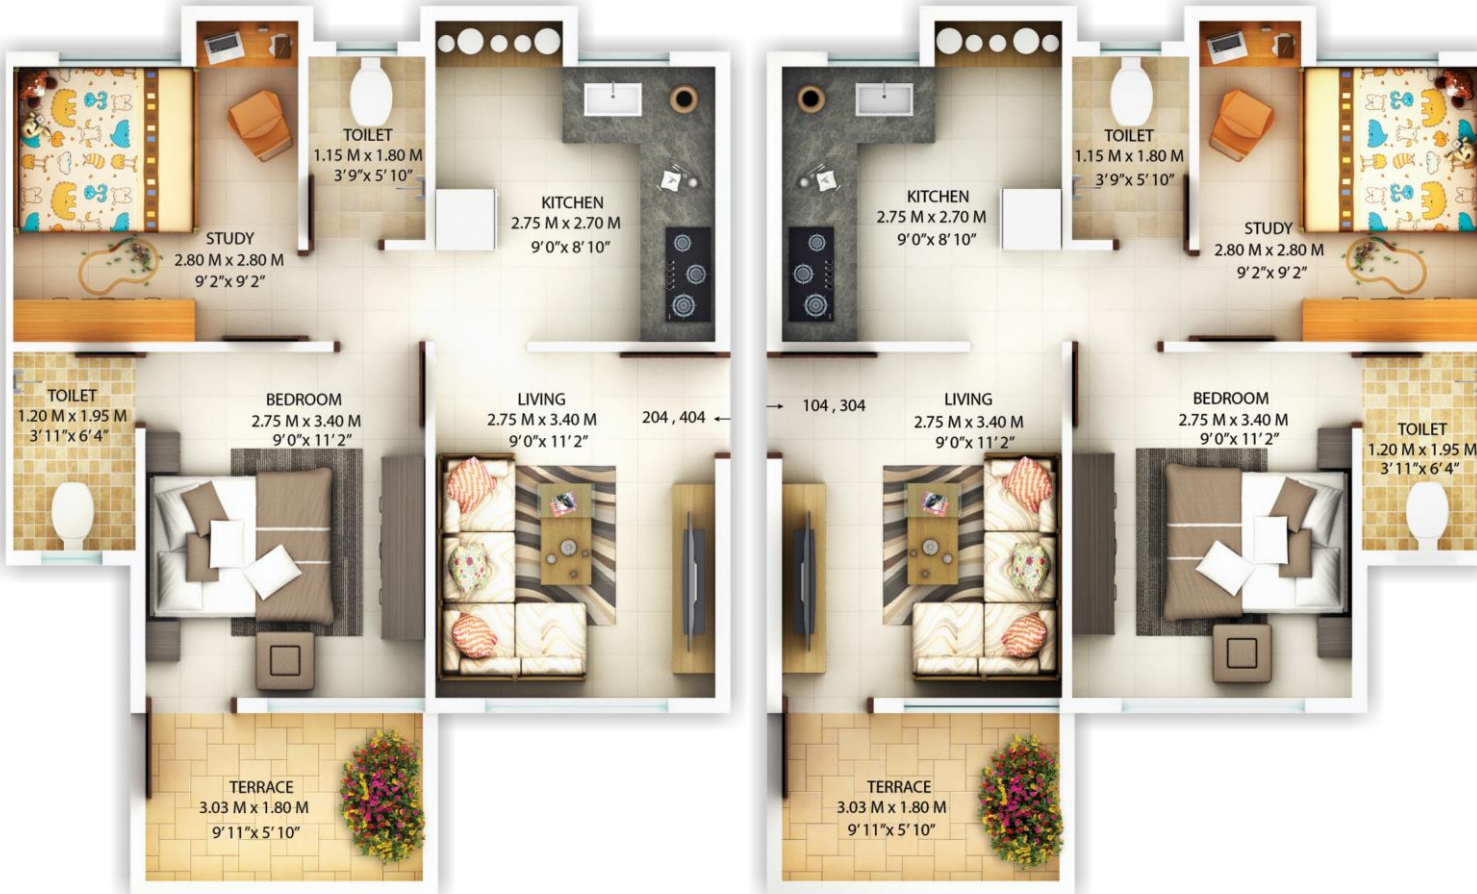 TOILET
1.15 M x 1.80 M
3'9"x 5'10"
KITCHEN
2.75 M x 2.70 M
9'0"x 8'10"
STUDY
2.80 M x 2.80 M
9'2"x 9'2"
TOILET
1.20 M x 1.95 M
3'11"x 6'4"
BEDROOM
2.75 M x 3.40 M
9'0"x 11'2"
LIVING
2.75 M x 3.40 M
9'0"x 11'2"
204 , 404
TERRACE
3.03 M x 1.80 M
9'11"x 5'10"
KITCHEN
2.75 M x 2.70 M
9'0"x 8'10"
TOILET
1.15 M x 1.80 M
3'9"x 5'10"
STUDY
2.80 M x 2.80 M
9'2"x 9'2"
104 , 304
LIVING
2.75 M x 3.40 M
9'0"x 11'2"
BEDROOM
2.75 M x 3.40 M
9'0"x 11'2"
TOILET
1.20 M x 1.95 M
3'11"x 6'4"
TERRACE
3.03 M x 1.80 M
9'11"x 5'10"